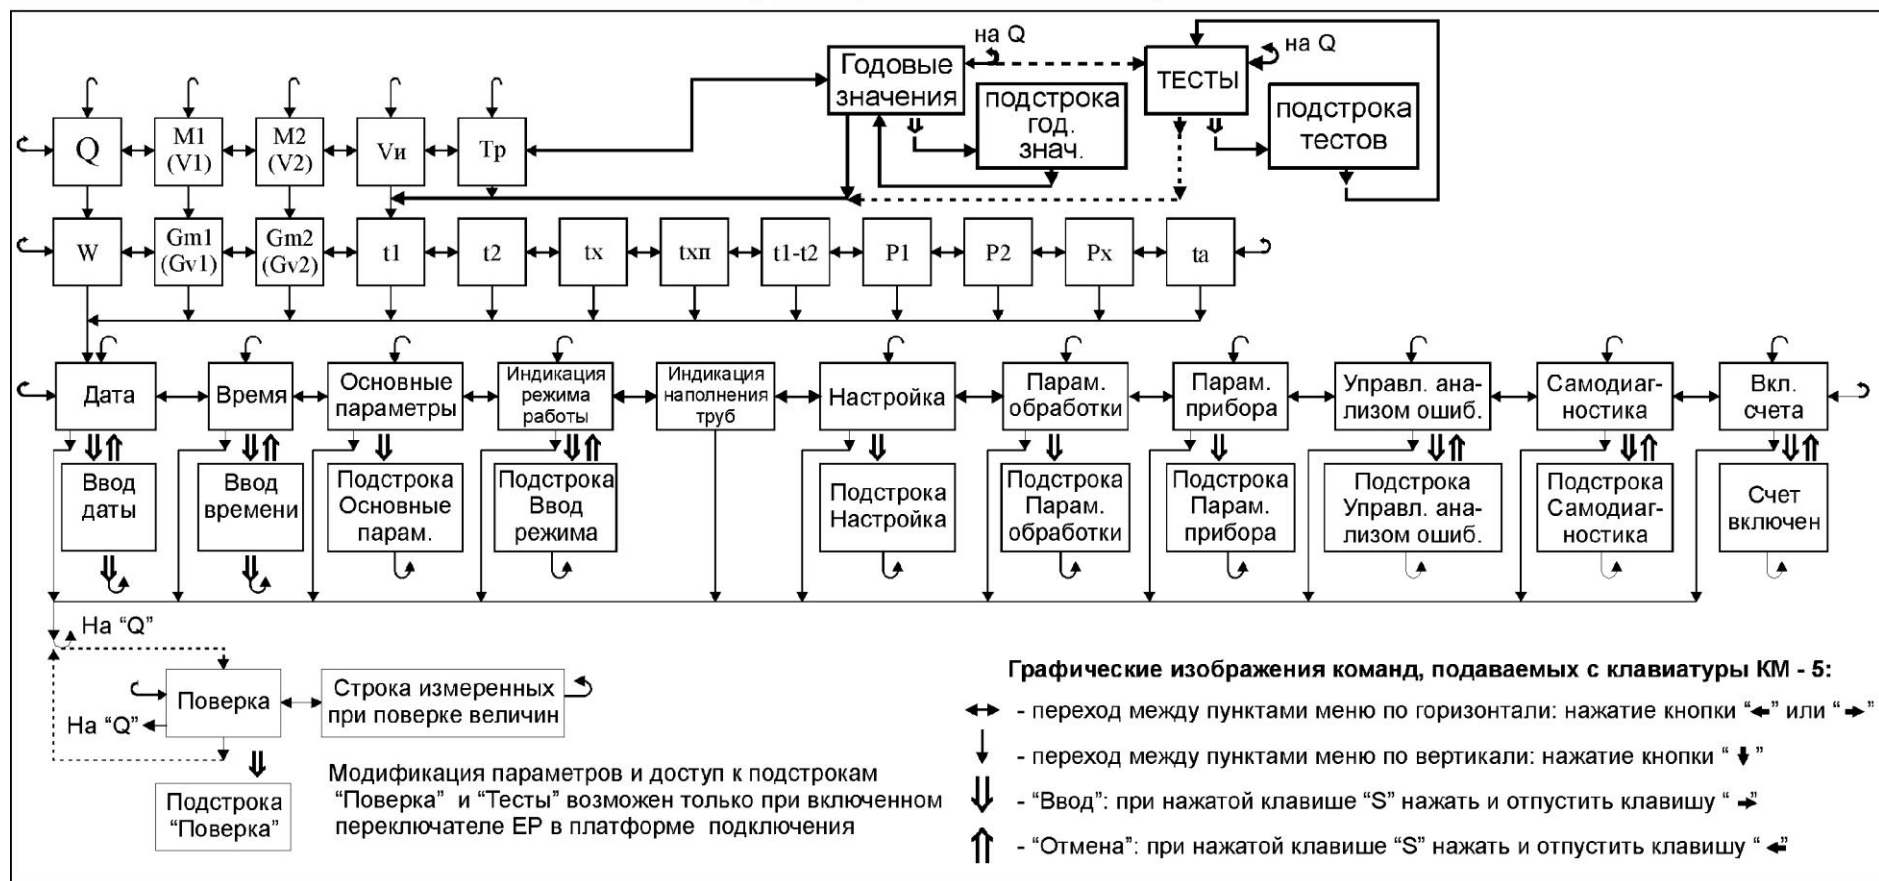 на Q
на Q
Годовые
значения
ТЕСТЫ
подстрока
год.
знач.
подстрока
тестов
Q
M1
(V1)
M2
(V2)
Vи
Тр
W
Gm1
(Gv1)
Gm2
(Gv2)
t1
t2
tx
txп
t1-t2
P1
P2
Px
ta
Дата
Время
Основные
параметры
Индикация
режима
работы
Индикация
наполнения
труб
Настройка
Парам.
обработки
Парам.
прибора
Управл. ана-
лизом ошиб.
Самодиаг-
ностика
Вкл.
счета
Ввод
даты
Ввод
времени
Подстрока
Основные
парам.
Подстрока
Ввод
режима
Подстрока
Настройка
Подстрока
Парам.
обработки
Подстрока
Парам.
прибора
Подстрока
Управл. ана-
лизом ошиб.
Подстрока
Самодиаг-
ностика
Счет
включен
На “Q”
Поверка
Строка измеренных
при поверке величин
На “Q”
Подстрока
“Поверка”
Модификация параметров и доступ к подстрокам
“Поверка” и “Тесты” возможен только при включенном
переключателе ЕР в платформе подключения
Графические изображения команд, подаваемых с клавиатуры КМ - 5:
↔ - переход между пунктами меню по горизонтали: нажатие кнопки “←” или “→”
↓ - переход между пунктами меню по вертикали: нажатие кнопки “↓”
⇓ - “Ввод”: при нажатой клавише “S” нажать и отпустить клавишу “→”
⇑ - “Отмена”: при нажатой клавише “S” нажать и отпустить клавишу “←”